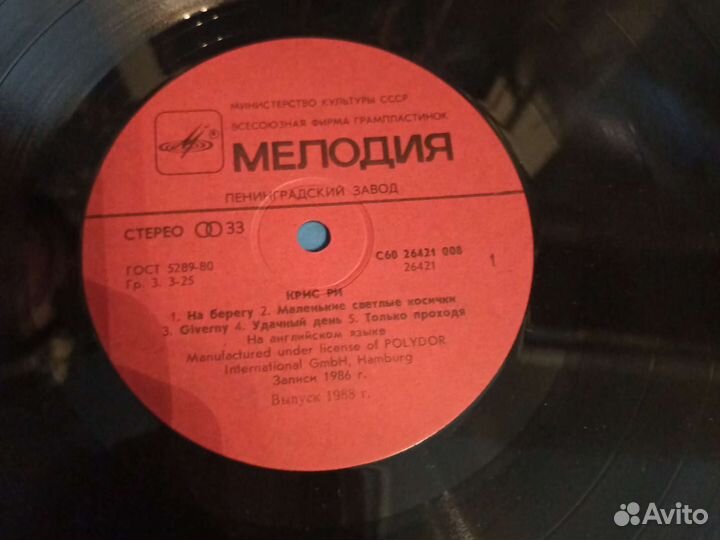 МИНИСТЕРСТВО КУЛЬТУРЫ СССР
ВСЕСОЮЗНАЯ ФИРМА ГРАМПЛАСТИНОК
МЕЛОДИЯ
ЛЕНИНГРАДСКИЙ ЗАВОД
СТЕРЕО 33
ГОСТ 5289-80
Гр. 3. 3-25
С60 26421 008
26421
1
КРИС РИ
1. На берегу 2. Маленькие светлые косички
3. Giverny 4. Удачный день 5. Только проходя
На английском языке
Manufactured under license of POLYDOR
International GmbH, Hamburg
Записи 1986 г.
Выпуск 1988 г.
Avito